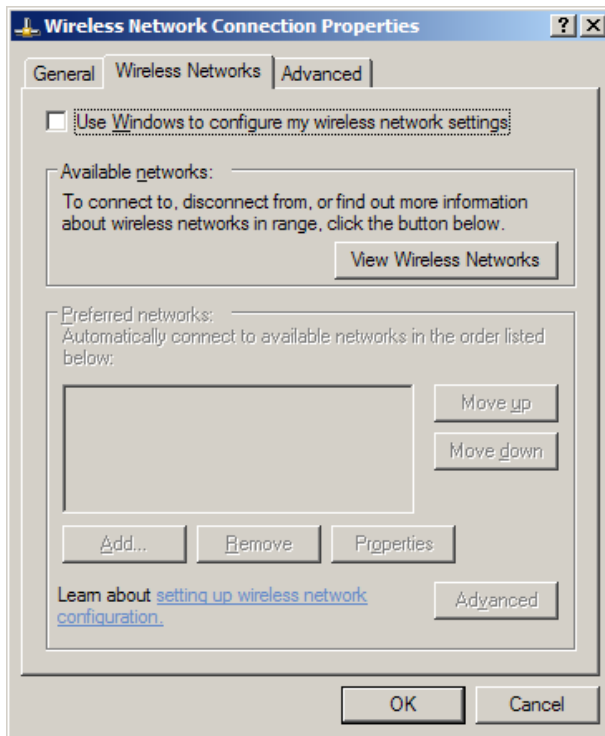 Wireless Network Connection Properties
General Wireless Networks Advanced
Use Windows to configure my wireless network settings
Available networks:
To connect to, disconnect from, or find out more information
about wireless networks in range, click the button below.
View Wireless Networks
Preferred networks:
Automatically connect to available networks in the order listed
below:
Move up
Move down
Add... Remove Properties
Learn about setting up wireless network
configuration.
Advanced
OK Cancel